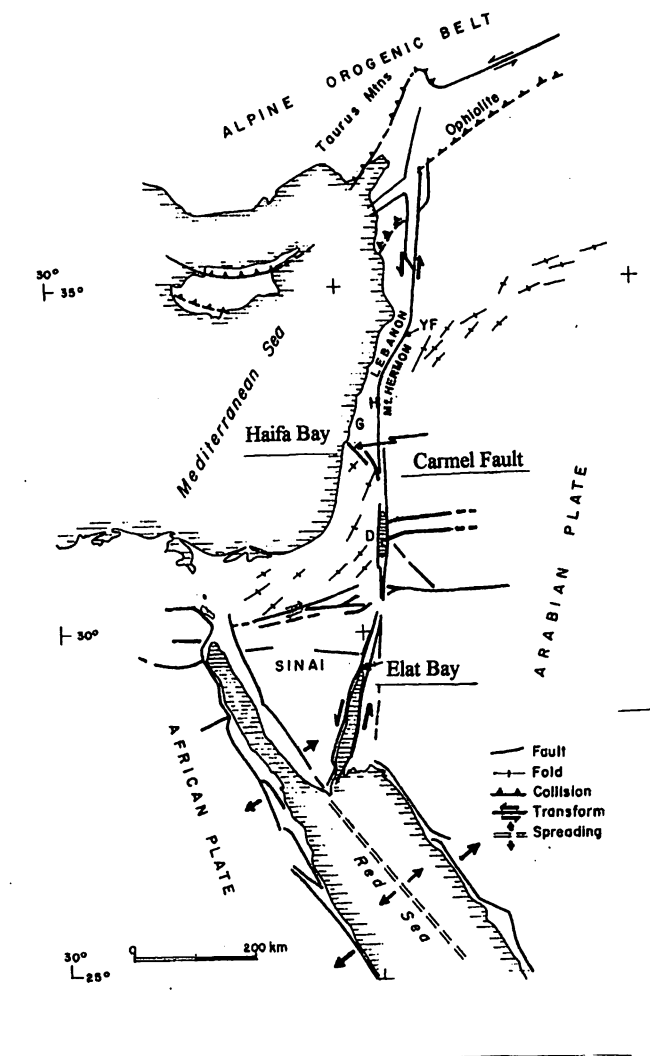 ALPINE OROGENIC BELT
Taurus Mtns
Ophiolite
30°
35°
YF
LEBANON
Mt. HERMON
H
G
Mediterranean Sea
Haifa Bay
Carmel Fault
D
ARABIAN PLATE
30°
SINAI
Elat Bay
AFRICAN PLATE
Fault
Fold
Collision
Transform
Spreading
Red Sea
0 200 km
30°
25°